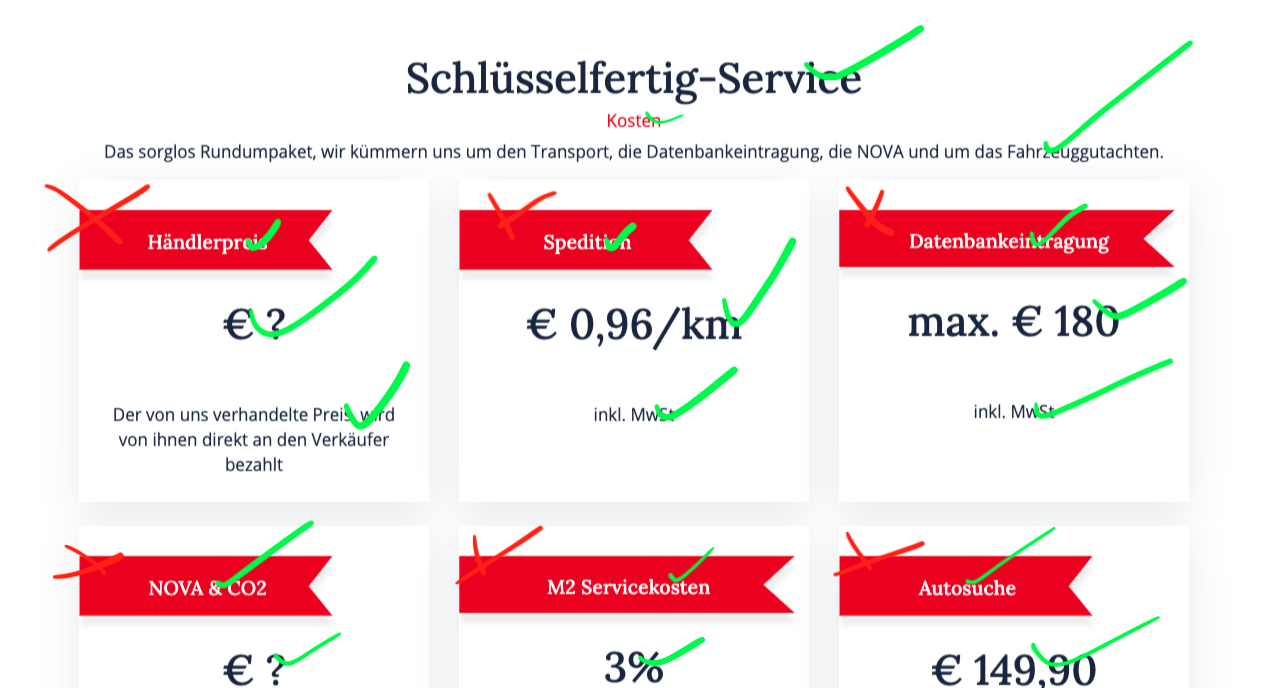 Schlüsselfertig-Service
Kosten
Das sorglos Rundumpaket, wir kümmern uns um den Transport, die Datenbankeintragung, die NOVA und um das Fahrzeuggutachten.
Händlerpreis
€ ?
Der von uns verhandelte Preis, wird
von ihnen direkt an den Verkäufer
bezahlt
Spedition
€ 0,96/km
inkl. MwSt
Datenbankeintragung
max. € 180
inkl. MwSt
NOVA & CO2
€ ?
M2 Servicekosten
3%
Autosuche
€ 149,90